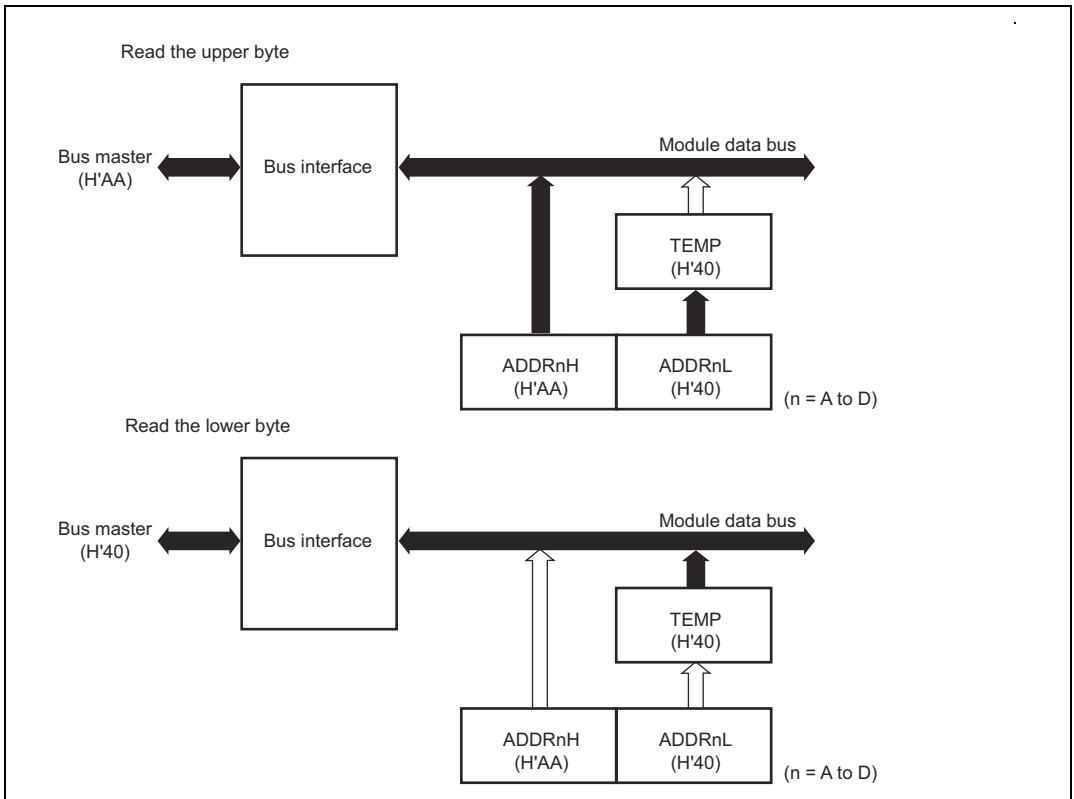 Read the upper byte
Bus master
(H'AA)
Bus interface
Module data bus
TEMP
(H'40)
ADDRnH
(H'AA)
ADDRnL
(H'40)
(n = A to D)
Read the lower byte
Bus master
(H'40)
Bus interface
Module data bus
TEMP
(H'40)
ADDRnH
(H'AA)
ADDRnL
(H'40)
(n = A to D)